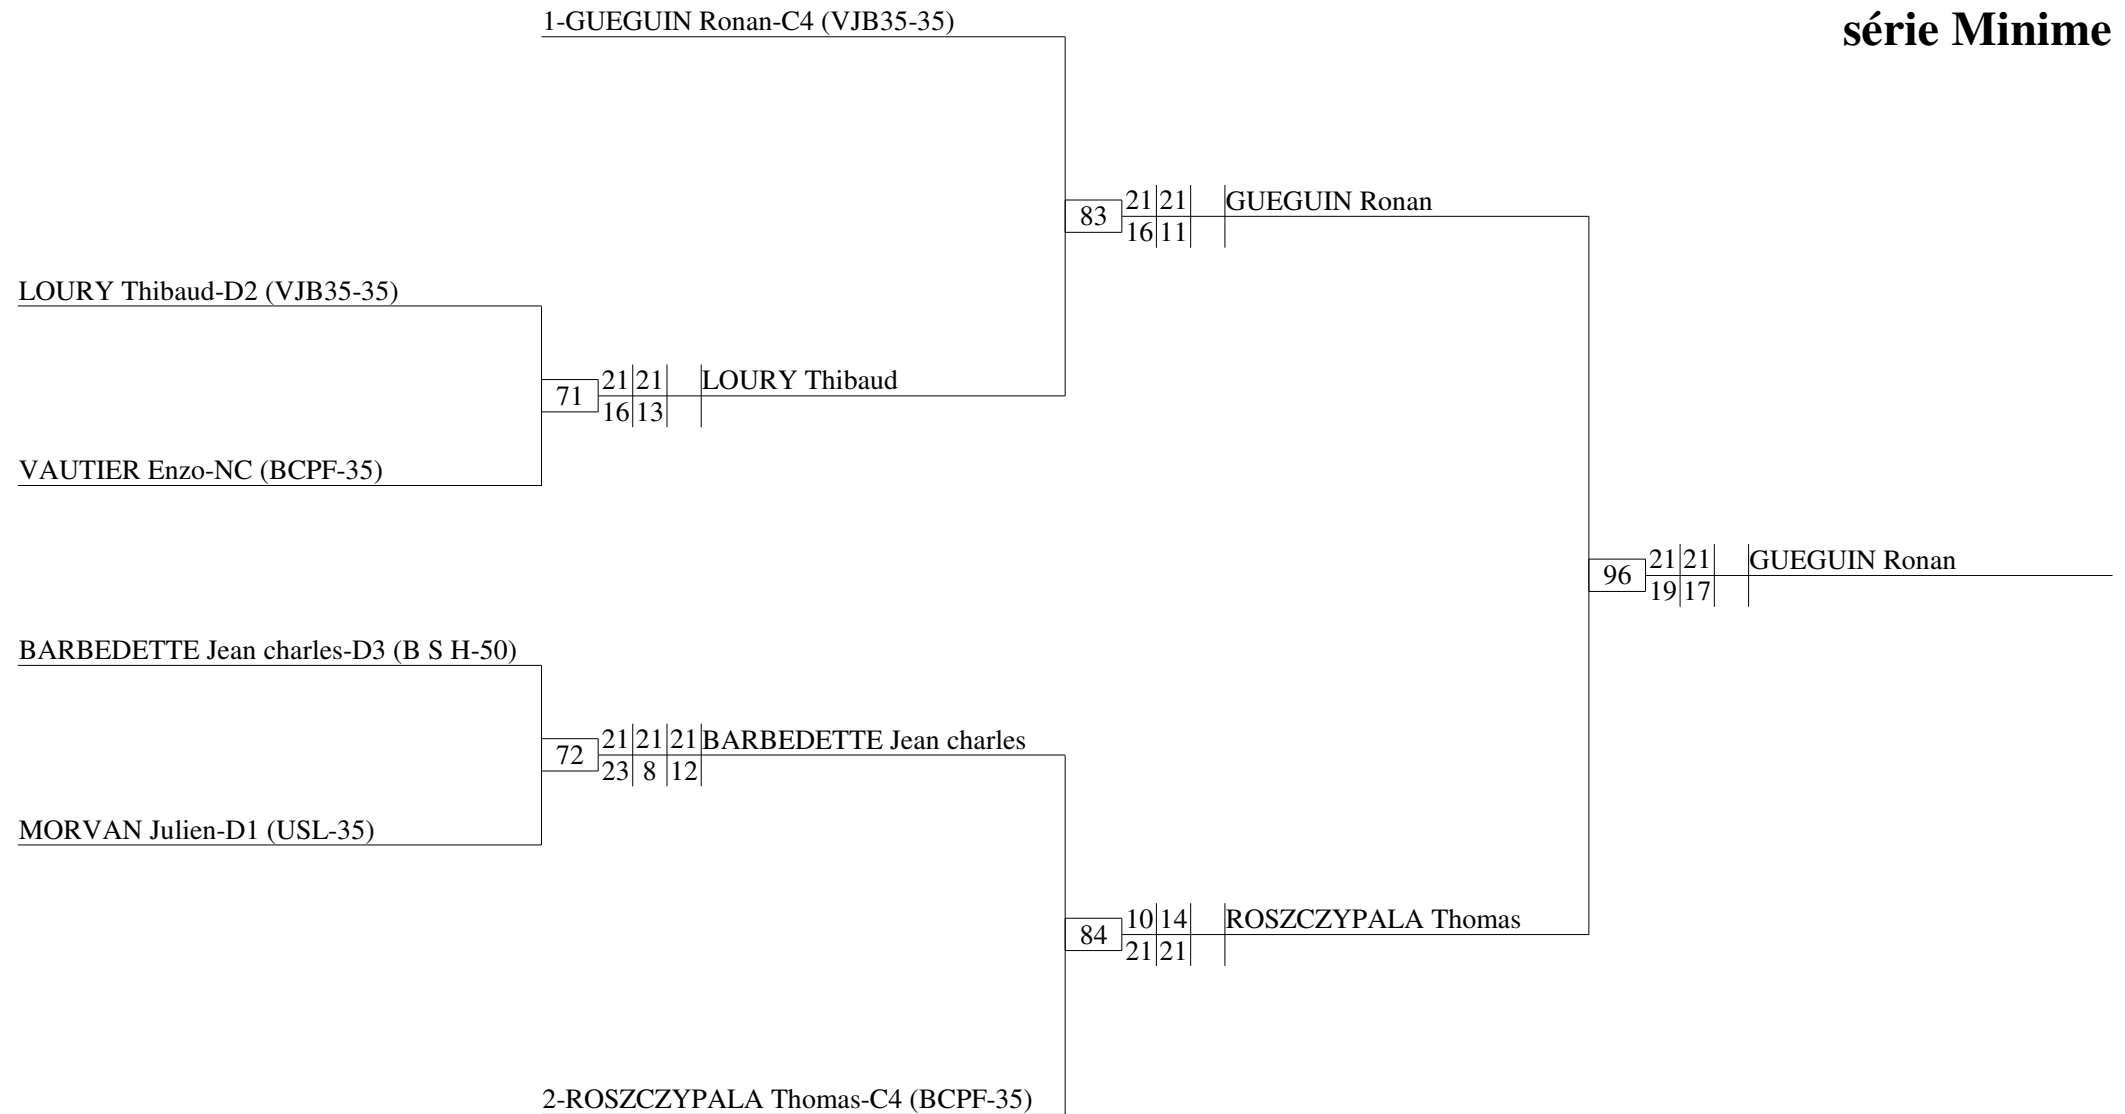 1-GUEGUIN Ronan-C4 (VJB35-35)
série Minime
21 21 GUEGUIN Ronan
83
16 11
LOURY Thibaud-D2 (VJB35-35)
21 21 LOURY Thibaud
71
16 13
VAUTIER Enzo-NC (BCPF-35)
21 21 GUEGUIN Ronan
96
19 17
BARBEDETTE Jean charles-D3 (B S H-50)
21 21 21 BARBEDETTE Jean charles
72
23 8 12
MORVAN Julien-D1 (USL-35)
10 14 ROSZCZYPALA Thomas
84
21 21
2-ROSZCZYPALA Thomas-C4 (BCPF-35)